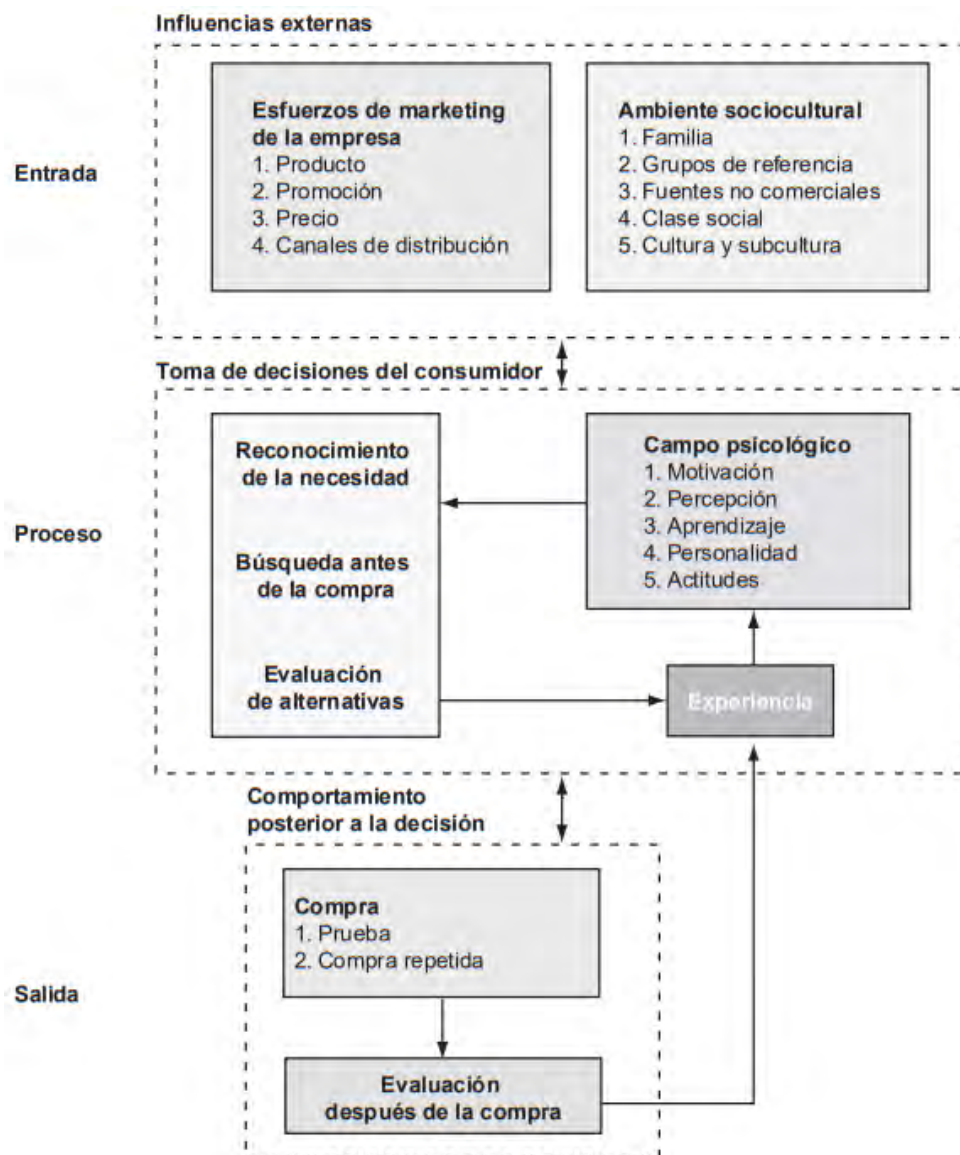 Influencias externas
Entrada
Esfuerzos de marketing
de la empresa
1. Producto
2. Promoción
3. Precio
4. Canales de distribución
Ambiente sociocultural
1. Familia
2. Grupos de referencia
3. Fuentes no comerciales
4. Clase social
5. Cultura y subcultura
Toma de decisiones del consumidor
Proceso
Reconocimiento
de la necesidad
Búsqueda antes
de la compra
Evaluación
de alternativas
Campo psicológico
1. Motivación
2. Percepción
3. Aprendizaje
4. Personalidad
5. Actitudes
Experiencia
Comportamiento
posterior a la decisión
Salida
Compra
1. Prueba
2. Compra repetida
Evaluación
después de la compra